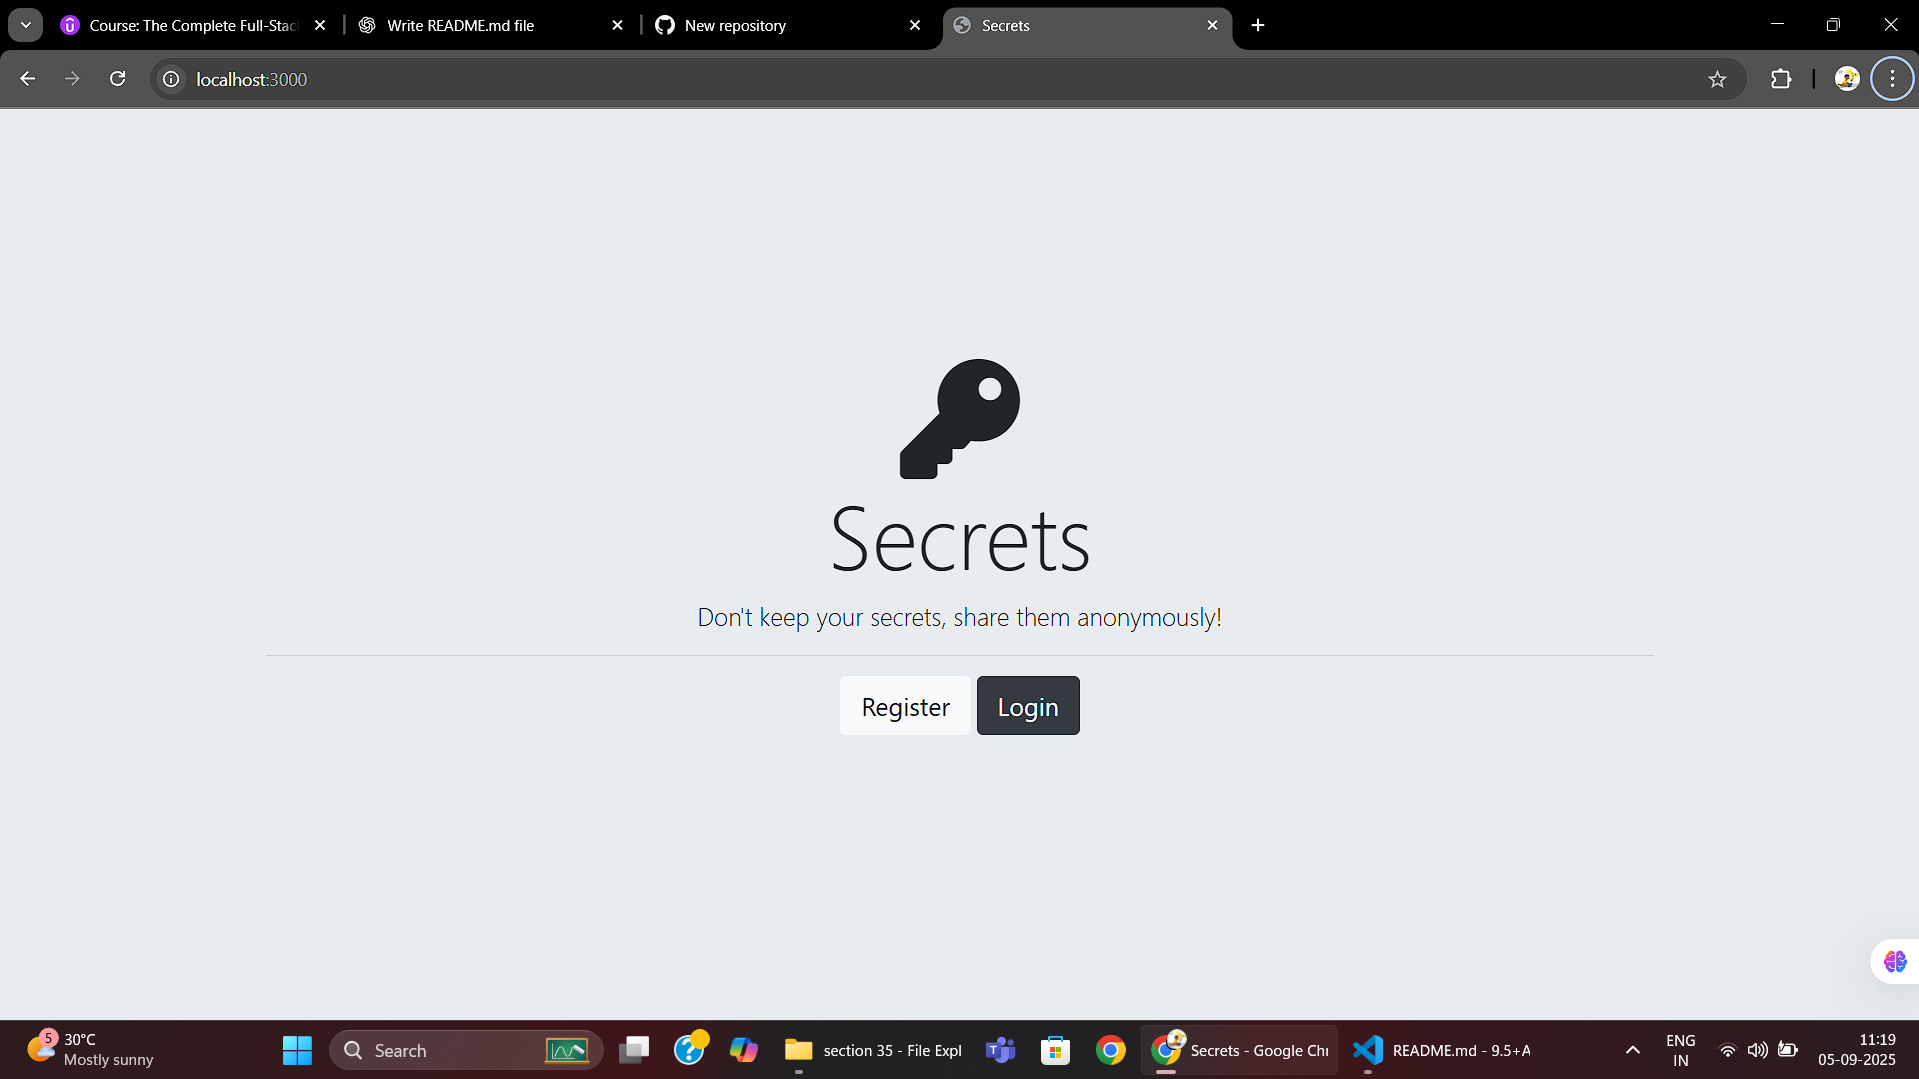 Course: The Complete Full-Stac
Write README.md file
New repository
Secrets
localhost:3000
Secrets
Don't keep your secrets, share them anonymously!
Register
Login
5
30°C
Mostly sunny
Search
section 35 - File Expl
Secrets - Google Chr
README.md - 9.5+A
ENG
IN
11:19
05-09-2025